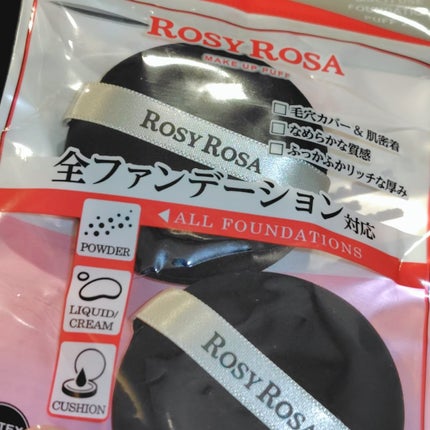 ROSY ROSA
MAKE UP PUFF
ROSY ROSA
□毛穴カバー&肌密着
□なめらかな質感
□ふっかふかリッチな厚み
全ファンデーション対応
◀ALL FOUNDATIONS
POWDER
LIQUID/
CREAM
CUSHION
ROSY ROSA